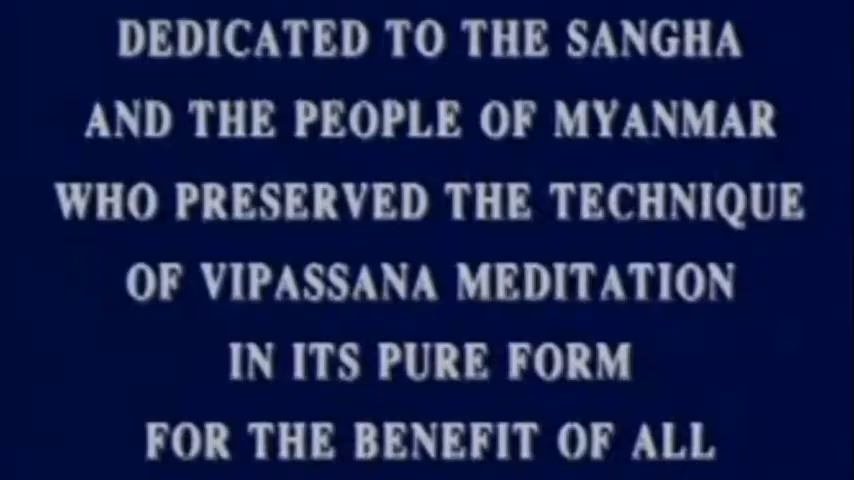 DEDICATED TO THE SANGHA
AND THE PEOPLE OF MYANMAR
WHO PRESERVED THE TECHNIQUE
OF VIPASSANA MEDITATION
IN ITS PURE FORM
FOR THE BENEFIT OF ALL